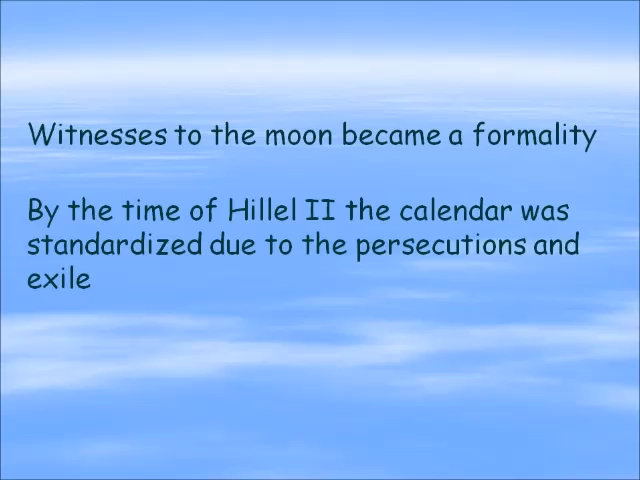 Witnesses to the moon became a formality
By the time of Hillel II the calendar was
standardized due to the persecutions and
exile